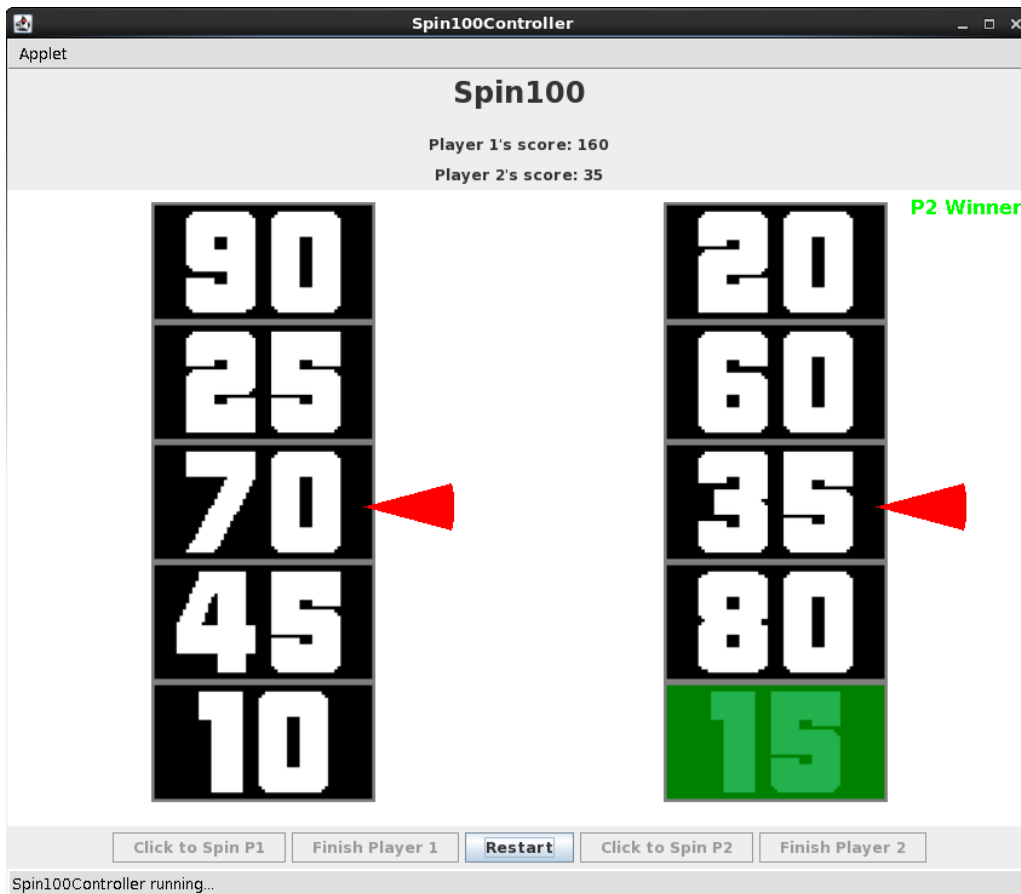 Spin100Controller
Applet
Spin100
Player 1's score: 160
Player 2's score: 35
P2 Winner
90
25
70
45
10
20
60
35
80
15
Click to Spin P1 Finish Player 1 Restart Click to Spin P2 Finish Player 2
Spin100Controller running...